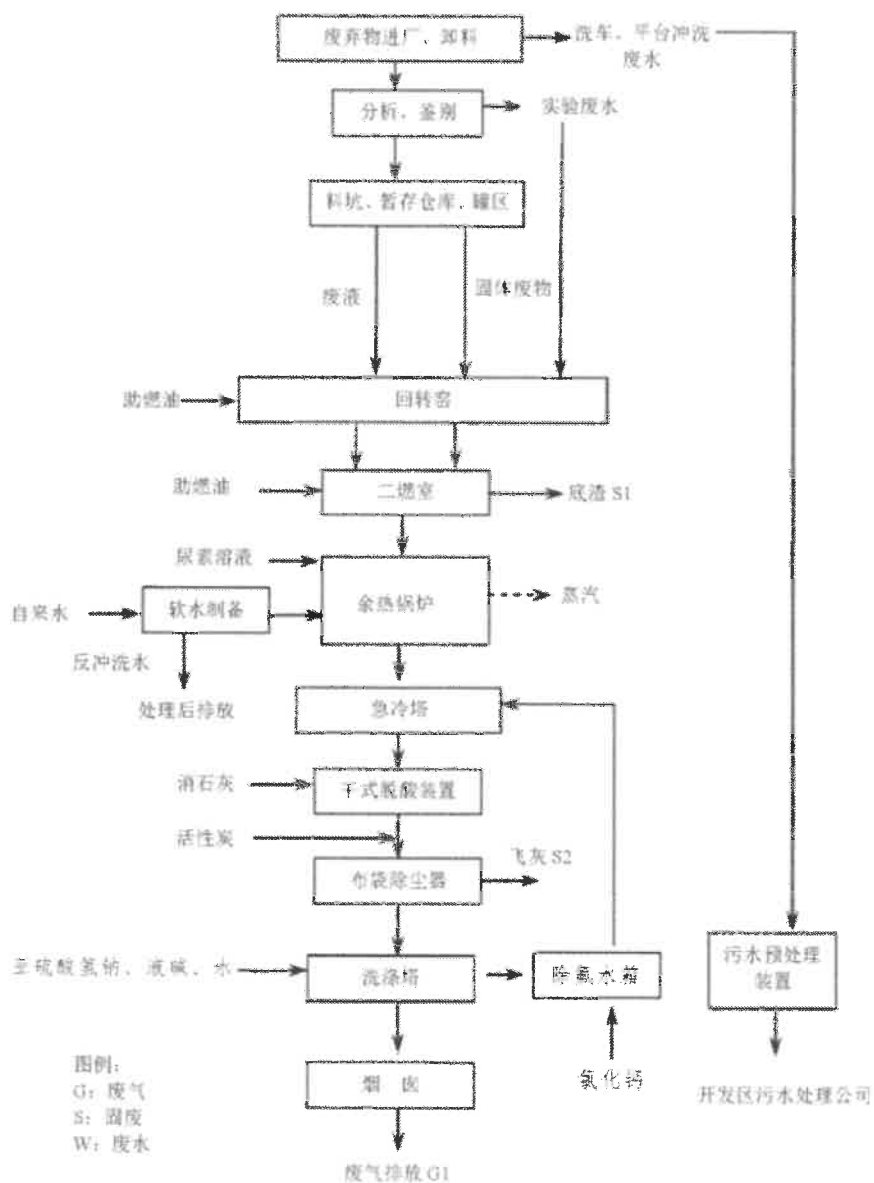 废弃物进厂、卸料
洗车、平台冲洗
废水
分析、鉴别
实验废水
料坑、暂存仓库、罐区
废液
固体废物
助燃油
回转窑
助燃油
二燃室
底渣 S1
尿素溶液
余热锅炉
蒸汽
自来水
软水制备
反冲洗水
处理后排放
急冷塔
消石灰
干式脱酸装置
活性炭
飞灰 S2
布袋除尘器
亚硫酸氢钠、液碱、水
洗涤塔
除氟水箱
污水预处理
装置
氯化钙
烟 囱
开发区污水处理公司
图例:
G: 废气
S: 固废
W: 废水
废气排放 G1